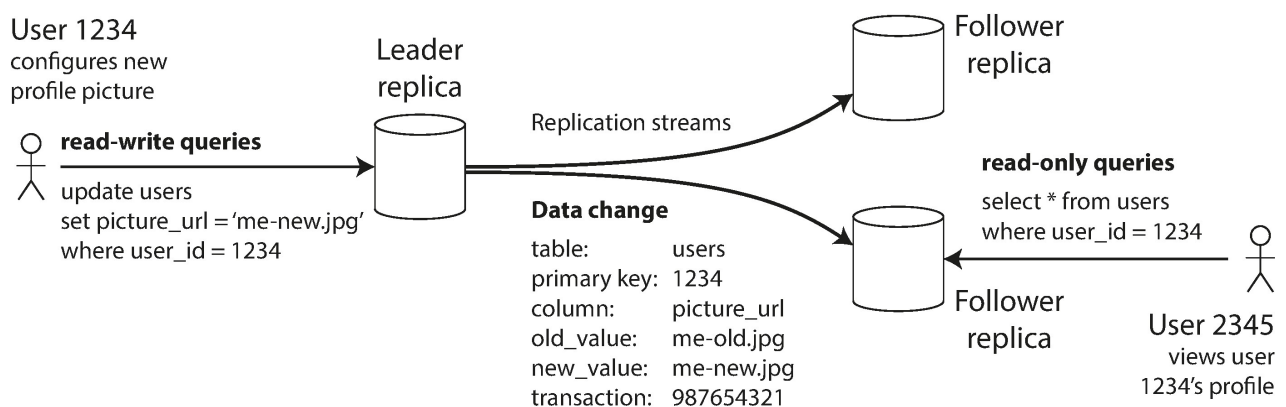 User 1234
configures new
profile picture
read-write queries
update users
set picture_url = ‘me-new.jpg’
where user_id = 1234
Leader
replica
Replication streams
Data change
table: users
primary key: 1234
column: picture_url
old_value: me-old.jpg
new_value: me-new.jpg
transaction: 987654321
Follower
replica
read-only queries
select * from users
where user_id = 1234
Follower
replica
User 2345
views user
1234’s profile